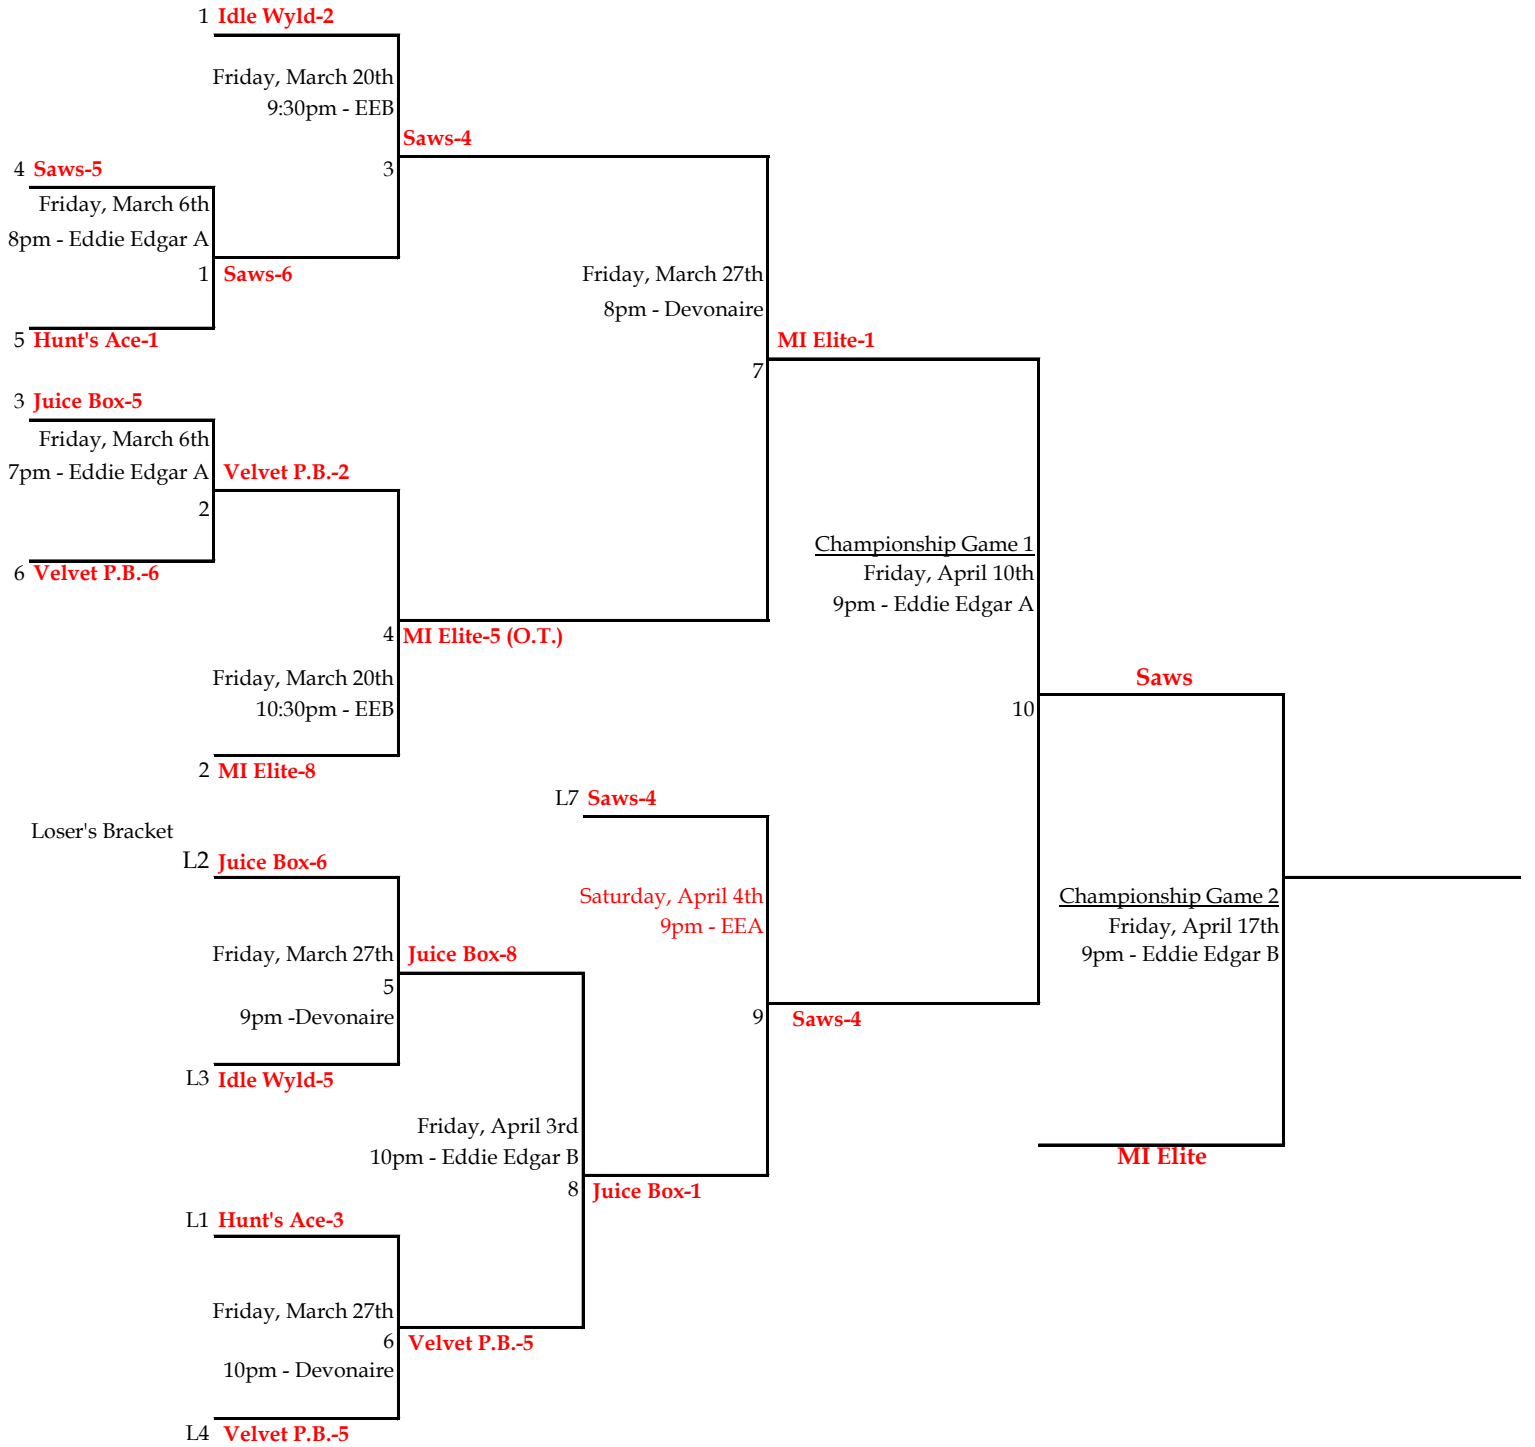 1 Idle Wyld-2
Friday, March 20th
9:30pm - EEB
Saws-4
3
4 Saws-5
Friday, March 6th
8pm - Eddie Edgar A
1 Saws-6
5 Hunt's Ace-1
Friday, March 27th
8pm - Devonaire
MI Elite-1
7
3 Juice Box-5
Friday, March 6th
7pm - Eddie Edgar A
Velvet P.B.-2
2
6 Velvet P.B.-6
Championship Game 1
Friday, April 10th
9pm - Eddie Edgar A
4 MI Elite-5 (O.T.)
Friday, March 20th
10:30pm - EEB
Saws
10
2 MI Elite-8
L7 Saws-4
Loser's Bracket
L2 Juice Box-6
Saturday, April 4th
9pm - EEA
Championship Game 2
Friday, April 17th
9pm - Eddie Edgar B
Friday, March 27th
Juice Box-8
5
9pm -Devonaire
9 Saws-4
L3 Idle Wyld-5
Friday, April 3rd
10pm - Eddie Edgar B
MI Elite
8 Juice Box-1
L1 Hunt's Ace-3
Friday, March 27th
6 Velvet P.B.-5
10pm - Devonaire
L4 Velvet P.B.-5